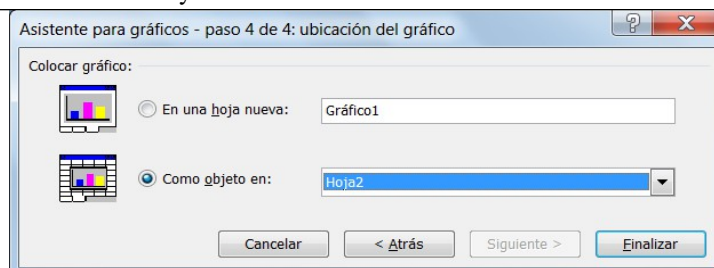 Asistente para gráficos - paso 4 de 4: ubicación del gráfico
Colocar gráfico:
En una hoja nueva: Gráfico1
Como objeto en: Hoja2
Cancelar < Atrás Siguiente > Finalizar